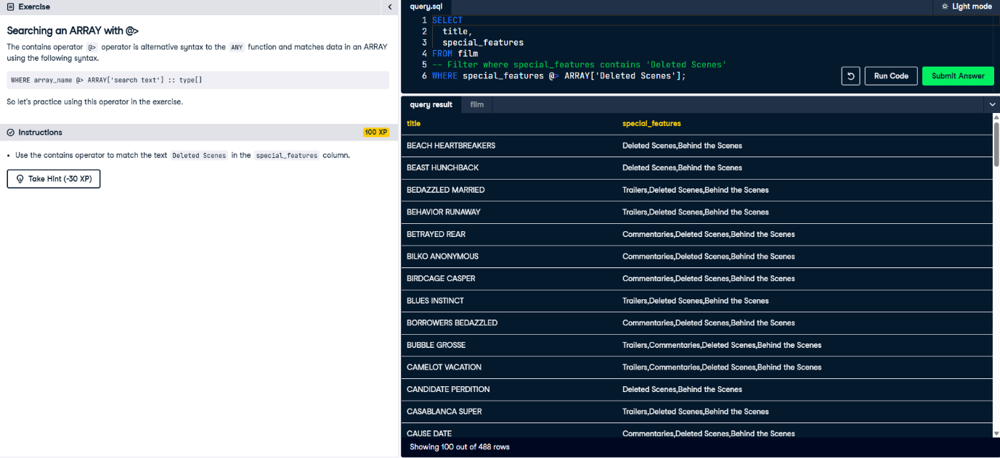 Exercise
Searching an ARRAY with @>
The contains operator @> operator is alternative syntax to the ANY function and matches data in an ARRAY
using the following syntax.
WHERE array_name @> ARRAY['search text'] :: type[]
So let's practice using this operator in the exercise.
Instructions
100 XP
• Use the contains operator to match the text Deleted Scenes in the special_features column.
Take Hint (-30 XP)
query.sql
Light mode
1 SELECT
2 title,
3 special_features
4 FROM film
5 -- Filter where special_features contains 'Deleted Scenes'
6 WHERE special_features @> ARRAY['Deleted Scenes'];
Run Code
Submit Answer
query result
film
title special_features
BEACH HEARTBREAKERS Deleted Scenes,Behind the Scenes
BEAST HUNCHBACK Deleted Scenes,Behind the Scenes
BEDAZZLED MARRIED Trailers,Deleted Scenes,Behind the Scenes
BEHAVIOR RUNAWAY Trailers,Deleted Scenes,Behind the Scenes
BETRAYED REAR Commentaries,Deleted Scenes,Behind the Scenes
BILKO ANONYMOUS Commentaries,Deleted Scenes,Behind the Scenes
BIRDCAGE CASPER Commentaries,Deleted Scenes,Behind the Scenes
BLUES INSTINCT Trailers,Deleted Scenes,Behind the Scenes
BORROWERS BEDAZZLED Commentaries,Deleted Scenes,Behind the Scenes
BUBBLE GROSSE Trailers,Commentaries,Deleted Scenes,Behind the Scenes
CAMELOT VACATION Trailers,Commentaries,Deleted Scenes,Behind the Scenes
CANDIDATE PERDITION Deleted Scenes,Behind the Scenes
CASABLANCA SUPER Trailers,Deleted Scenes,Behind the Scenes
CAUSE DATE Commentaries,Deleted Scenes,Behind the Scenes
Showing 100 out of 488 rows